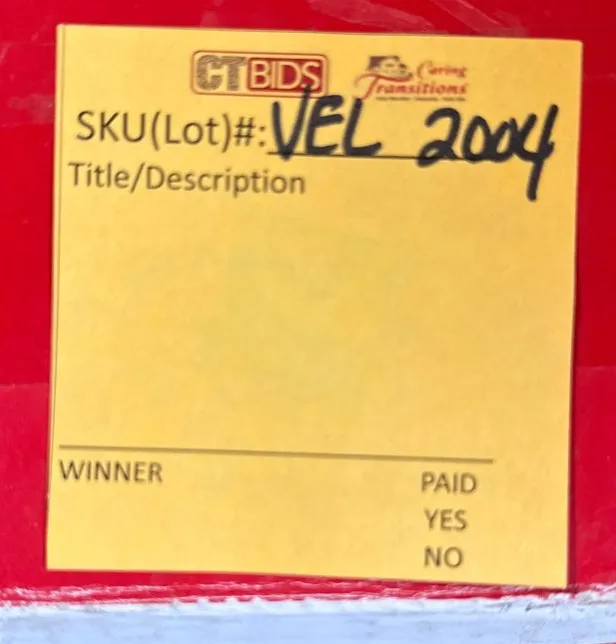 CTBIDS Caring Transitions
SKU(Lot)#: VEL 2004
Title/Description
WINNER PAID
YES
NO